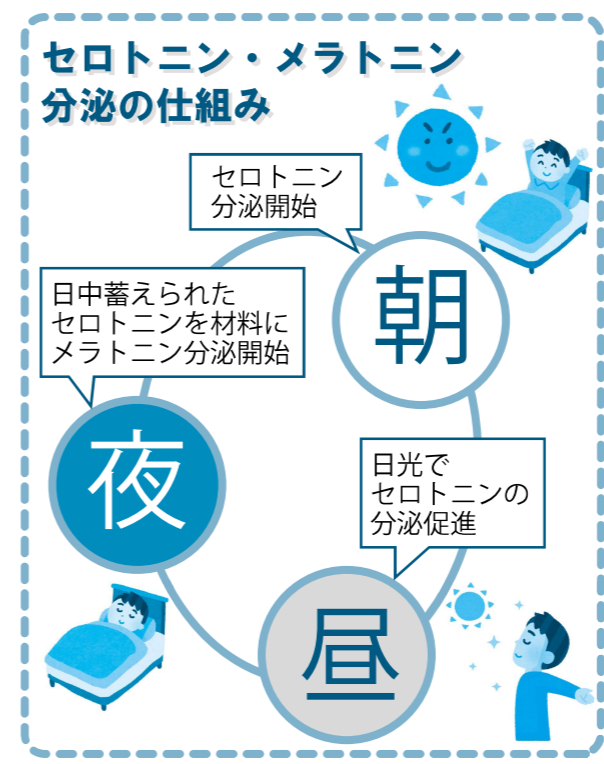 セロトニン・メラトニン
分泌の仕組み
セロトニン
分泌開始
朝
日中蓄えられた
セロトニンを材料に
メラトニン分泌開始
夜
日光で
セロトニンの
分泌促進
昼